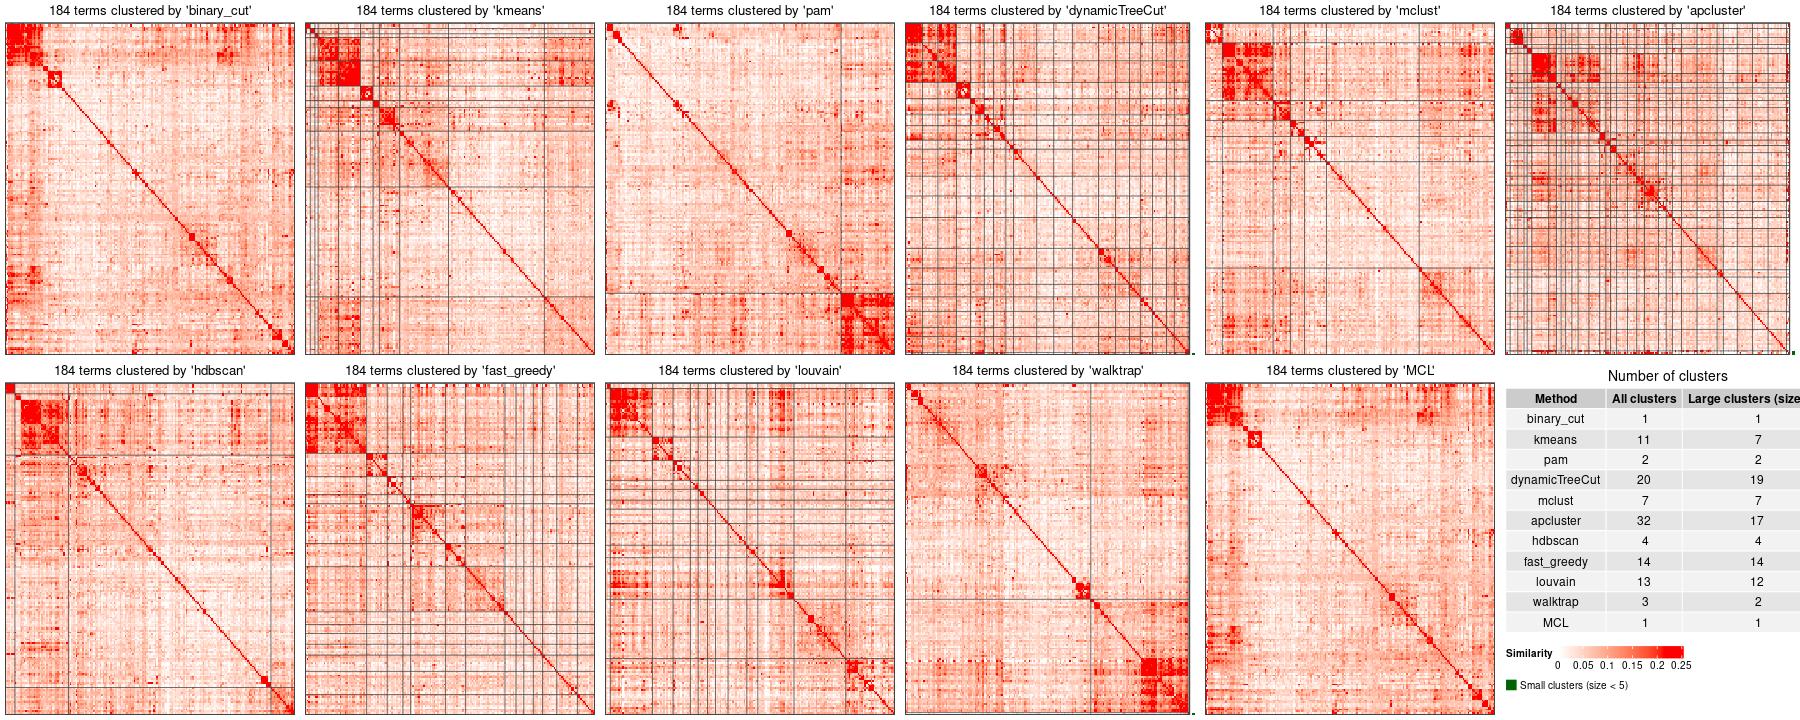 184 terms clustered by 'binary_cut'
184 terms clustered by 'kmeans'
184 terms clustered by 'pam'
184 terms clustered by 'dynamicTreeCut'
184 terms clustered by 'mclust'
184 terms clustered by 'apcluster'
184 terms clustered by 'hdbscan'
184 terms clustered by 'fast_greedy'
184 terms clustered by 'louvain'
184 terms clustered by 'walktrap'
184 terms clustered by 'MCL'
Number of clusters
Method All clusters Large clusters (size
binary_cut 1 1
kmeans 11 7
pam 2 2
dynamicTreeCut 20 19
mclust 7 7
apcluster 32 17
hdbscan 4 4
fast_greedy 14 14
louvain 13 12
walktrap 3 2
MCL 1 1
Similarity
0 0.05 0.1 0.15 0.2 0.25
Small clusters (size < 5)